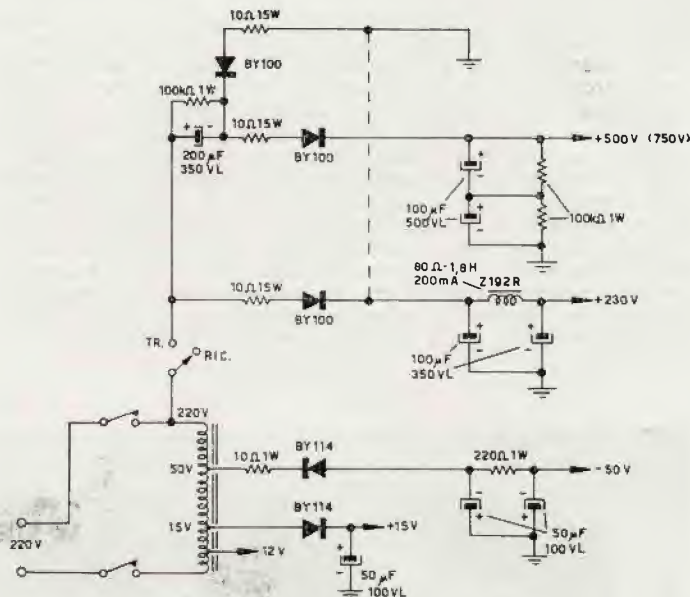 10Ω 15W
BY100
100kΩ 1W
+ -
10Ω 15W
BY100
200μF
350VL
+500V (750V)
+
100μF
500VL
-
+
-
100kΩ 1W
80Ω-1,8H
200mA
Z192R
10Ω 15W
BY100
+230V
+
100μF
350VL
-
+
-
TR.
RIC.
220V
BY114
50V
10Ω 1W
220Ω 1W
-50V
BY114
-
+
-
+
50μF
100VL
220V
15V
+15V
12V
+
-
50μF
100VL